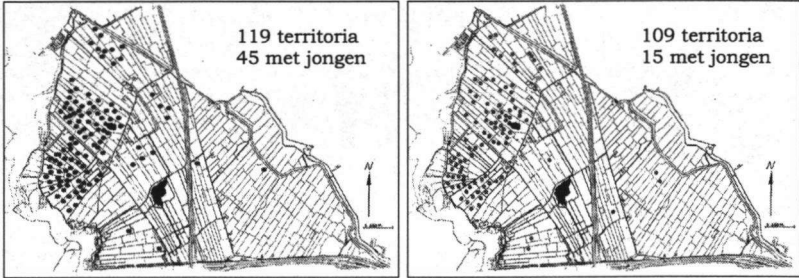 119 territoria
45 met jongen
N
109 territoria
15 met jongen
N